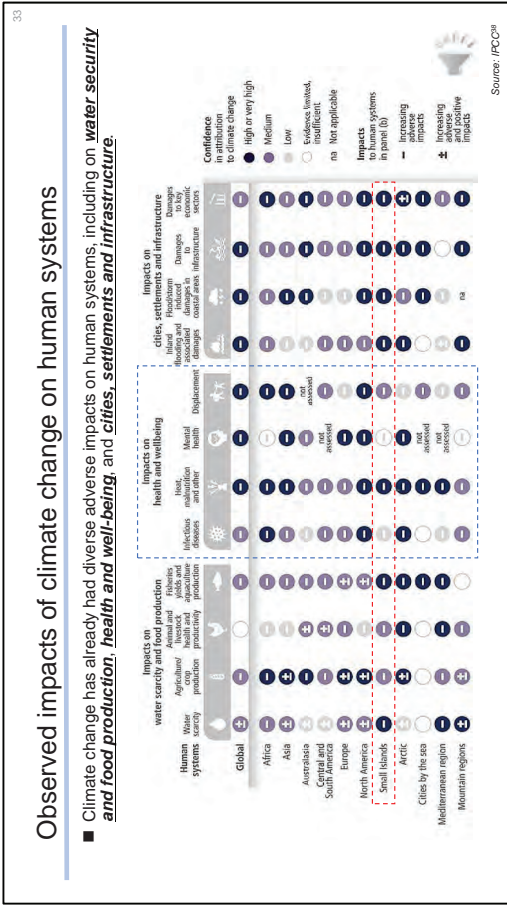 33
Observed impacts of climate change on human systems
■ Climate change has already had diverse adverse impacts on human systems, including on water security
and food production, health and well-being, and cities, settlements and infrastructure.
Human
systems
Impacts on
water scarcity and food production
Water
scarcity
Agriculture/
crop
production
Animal and
livestock
health and
productivity
Fisheries
yields and
aquaculture
production
Impacts on
health and wellbeing
Infectious
diseases
Heat,
malnutrition
and other
Mental
health
Displacement
Impacts on
cities, settlements and infrastructure
Inland
flooding and
associated
damages
Flood/storm
induced
damages in
coastal areas
Damages
to
infrastructure
Damages
to key
economic
sectors
Global
Africa
Asia
Australasia
not
assessed
Central and
South America
not
assessed
Europe
North America
Small Islands
Arctic
Cities by the sea
not
assessed
Mediterranean region
not
assessed
Mountain regions
na
Confidence
in attribution
to climate change
High or very high
Medium
Low
Evidence limited,
insufficient
na Not applicable
Impacts
to human systems
in panel (b)
− Increasing
adverse
impacts
± Increasing
adverse
and positive
impacts
Source: IPCC³⁸